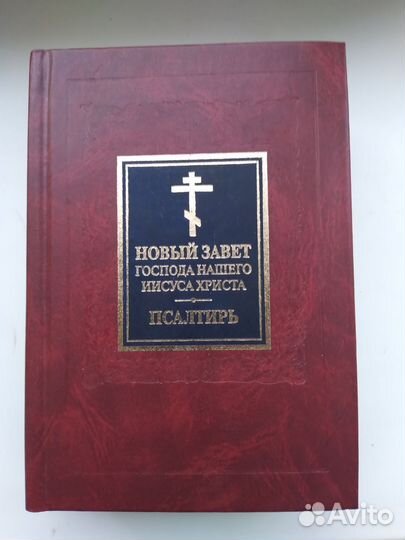 НОВЫЙ ЗАВЕТ
ГОСПОДА НАШЕГО
ИИСУСА ХРИСТА
ПСАЛТИРЬ
Avito